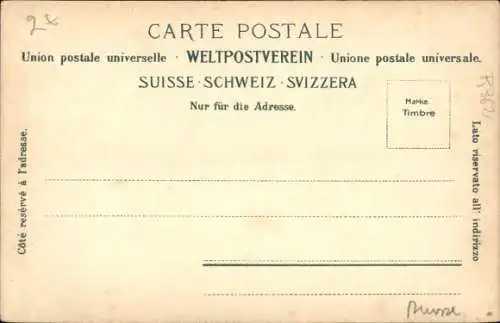 CARTE POSTALE
Union postale universelle · WELTPOSTVEREIN · Unione postale universale.
SUISSE · SCHWEIZ · SVIZZERA
Nur für die Adresse.
Marke
Timbre
Côté resérvé à l'adresse.
Lato riservato all' indirizzo